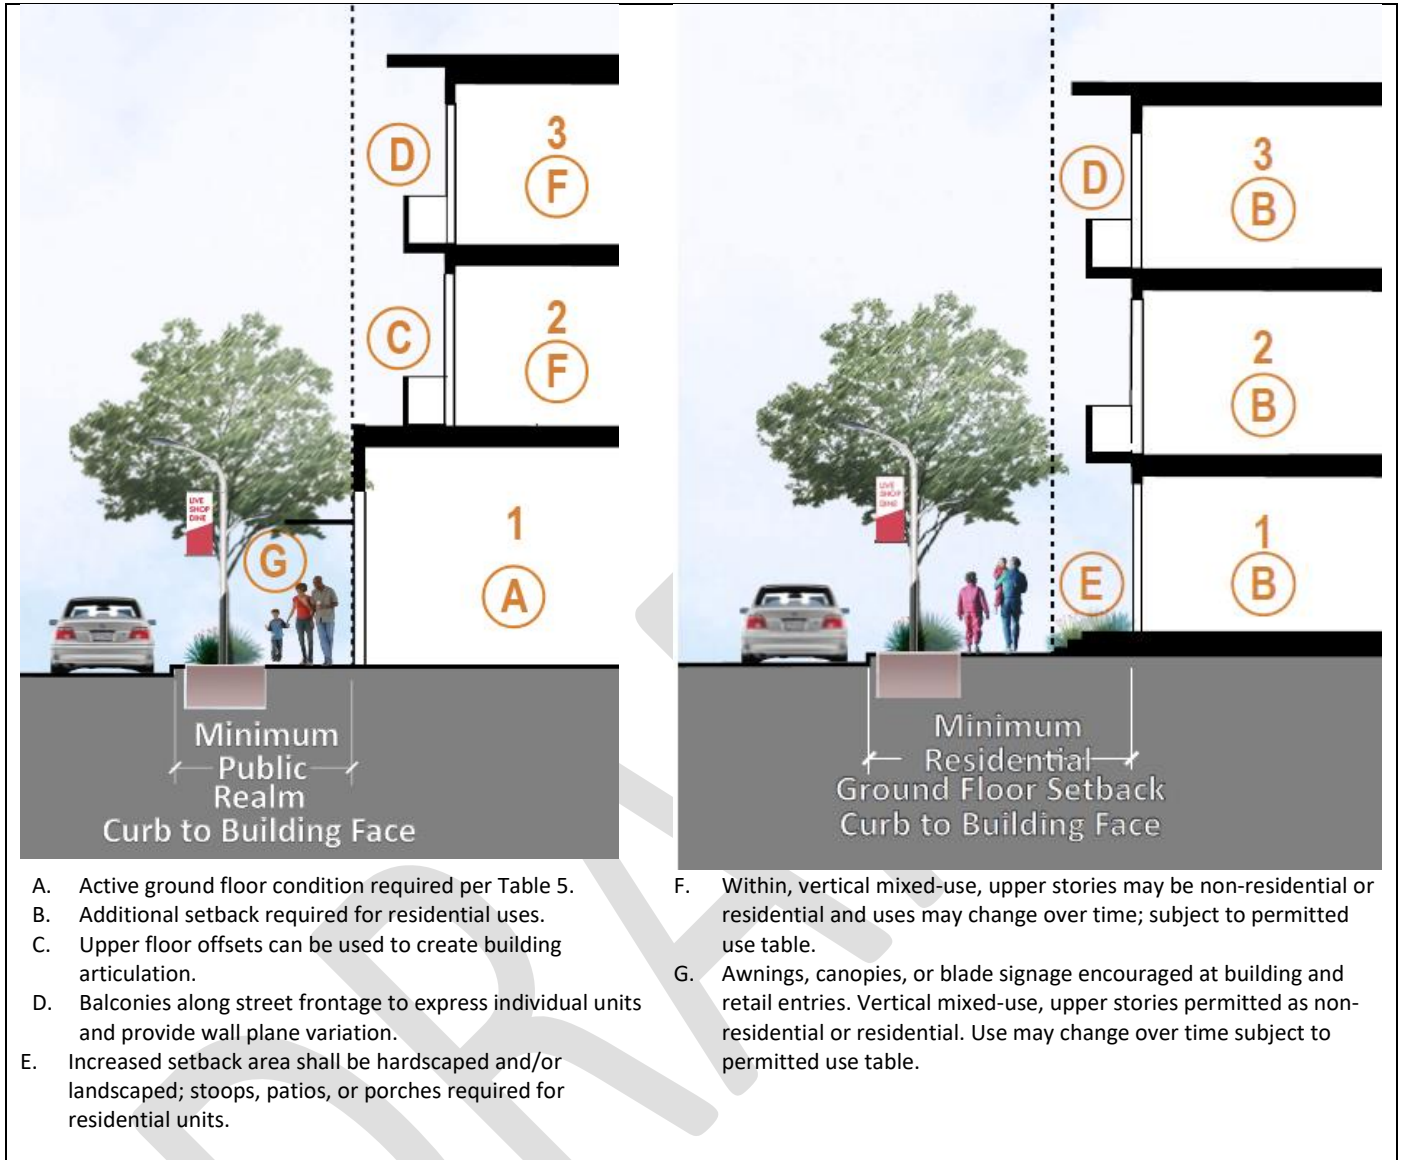 D
3
F
C
2
F
LIVE
SHOP
DINE
G
1
A
Minimum
Public
Realm
Curb to Building Face
D
3
B
2
B
LIVE
SHOP
DINE
E
1
B
Minimum
Residential
Ground Floor Setback
Curb to Building Face
A. Active ground floor condition required per Table 5.
B. Additional setback required for residential uses.
C. Upper floor offsets can be used to create building
articulation.
D. Balconies along street frontage to express individual units
and provide wall plane variation.
E. Increased setback area shall be hardscaped and/or
landscaped; stoops, patios, or porches required for
residential units.
F. Within, vertical mixed-use, upper stories may be non-residential or
residential and uses may change over time; subject to permitted
use table.
G. Awnings, canopies, or blade signage encouraged at building and
retail entries. Vertical mixed-use, upper stories permitted as non-
residential or residential. Use may change over time subject to
permitted use table.